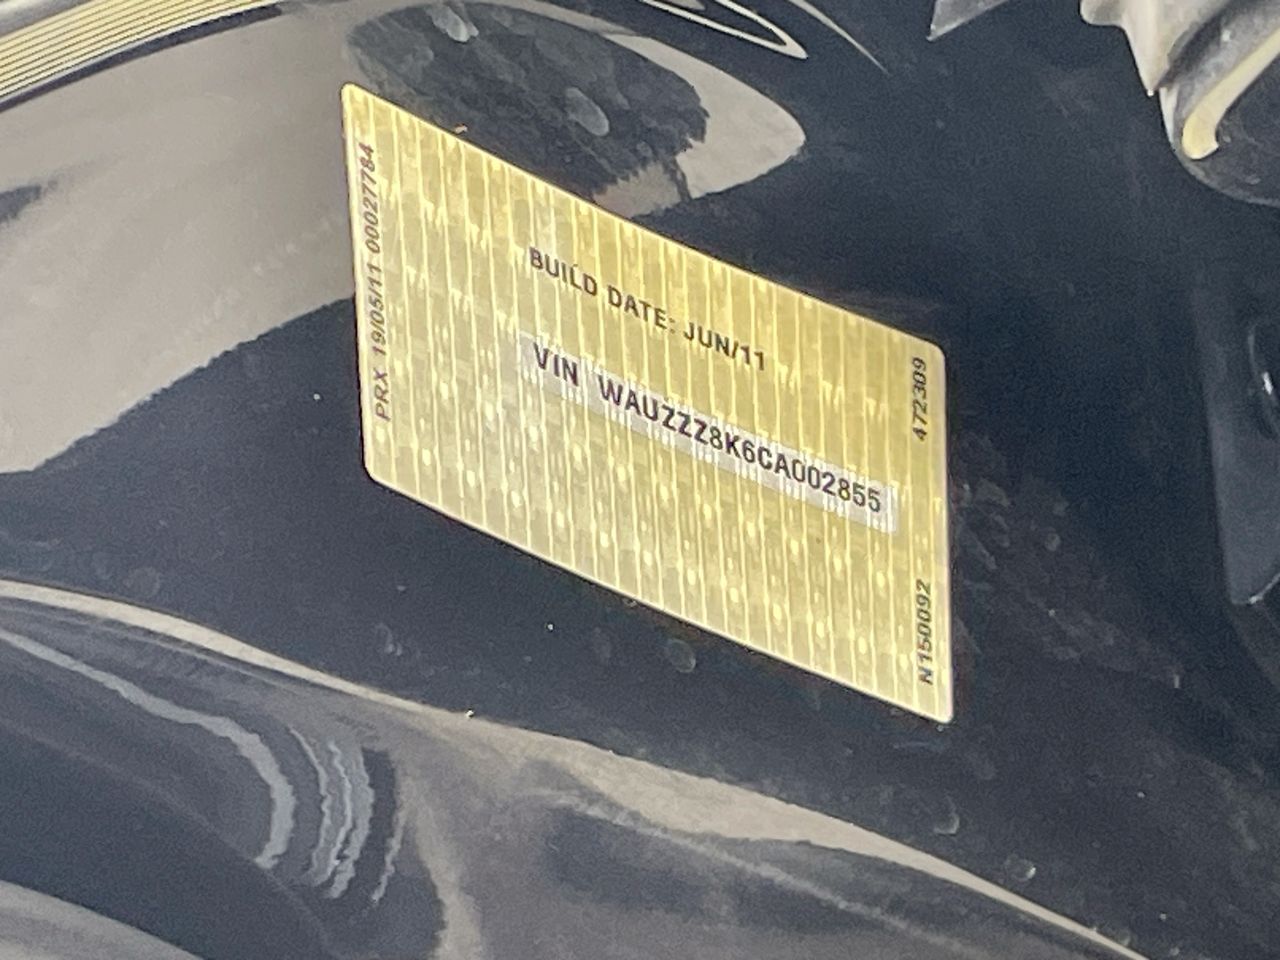 PRX 19/05/11 00027784
BUILD DATE: JUN/11
VIN WAUZZZ8K6CA002855
472309
N150092